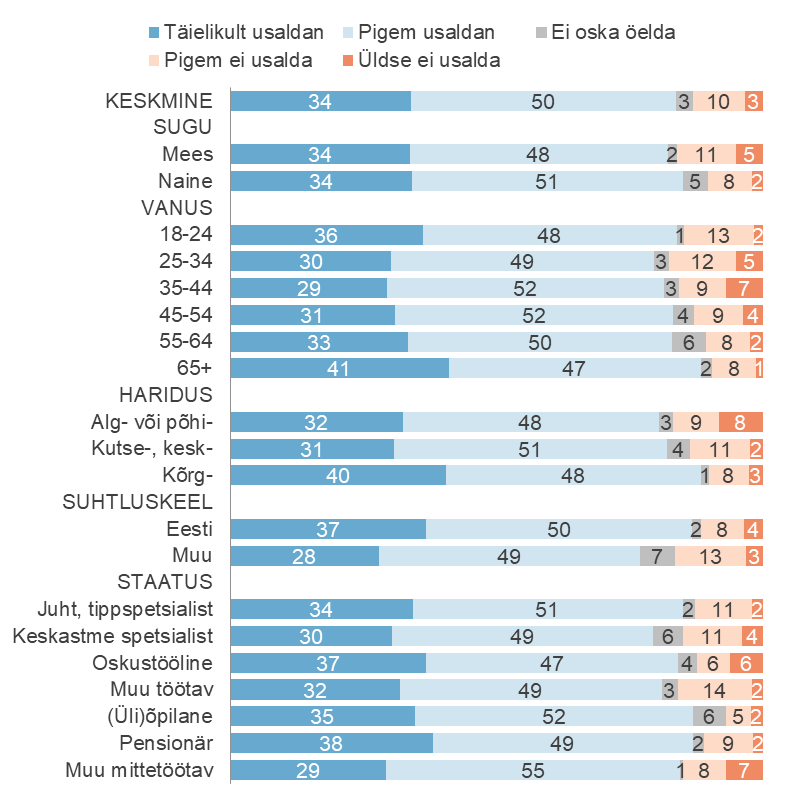 Täielikult usaldan Pigem usaldan Ei oska öelda
Pigem ei usalda Üldse ei usalda
KESKMINE 34 50 3 10 3
SUGU
Mees 34 48 2 11 5
Naine 34 51 5 8 2
VANUS
18-24 36 48 1 13 2
25-34 30 49 3 12 5
35-44 29 52 3 9 7
45-54 31 52 4 9 4
55-64 33 50 6 8 2
65+ 41 47 2 8 1
HARIDUS
Alg- või põhi- 32 48 3 9 8
Kutse-, kesk- 31 51 4 11 2
Kõrg- 40 48 1 8 3
SUHTLUSKEEL
Eesti 37 50 2 8 4
Muu 28 49 7 13 3
STAATUS
Juht, tippspetsialist 34 51 2 11 2
Keskastme spetsialist 30 49 6 11 4
Oskustööline 37 47 4 6 6
Muu töötav 32 49 3 14 2
(Üli)õpilane 35 52 6 5 2
Pensionär 38 49 2 9 2
Muu mittetöötav 29 55 1 8 7